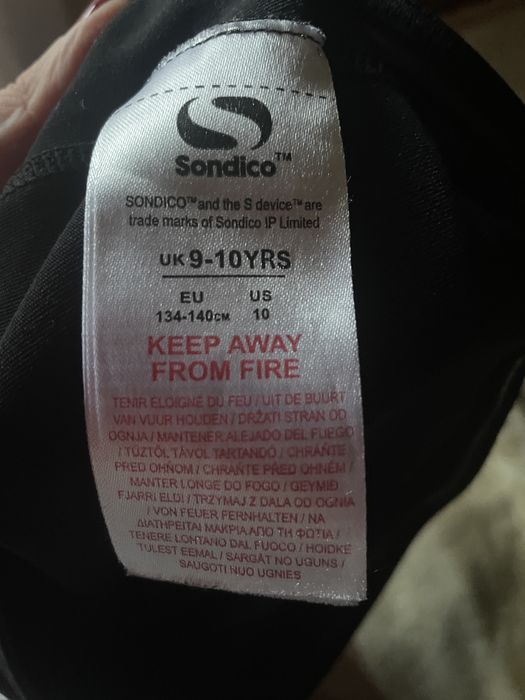 Sondico™
SONDICO™ and the S device™ are
trade marks of Sondico IP Limited
UK 9-10YRS
EU US
134-140CM 10
KEEP AWAY
FROM FIRE
TENIR ELOIGNE DU FEU / UIT DE BUURT
VAN VUUR HOUDEN / DRŽATI STRAN OD
OGNJA / MANTENER ALEJADO DEL FUEGO
/ TŰZTŐL TÁVOL TARTANDÓ / CHRÁŇTE
PRED OHŇOM / CHRAŇTE PŘED OHNĚM /
MANTER LONGE DO FOGO / GEYMIÐ
FJARRI ELDI / TRZYMAJ Z DALA OD OGNIA
/ VON FEUER FERNHALTEN / ΝΑ
ΔΙΑΤΗΡΕΙΤΑΙ ΜΑΚΡΙΑ ΑΠΟ ΤΗ ΦΩΤΙΑ /
TENERE LONTANO DAL FUOCO / HOIDKE
TULEST EEMAL / SARGĀT NO UGUNS /
SAUGOTI NUO UGNIES